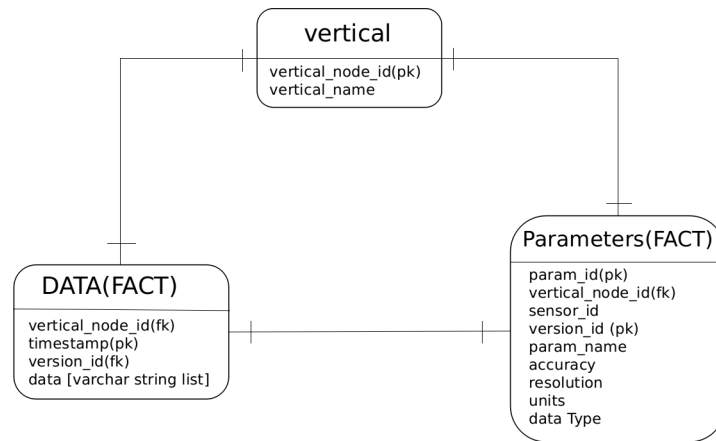 vertical
vertical_node_id(pk)
vertical_name
DATA(FACT)
vertical_node_id(fk)
timestamp(pk)
version_id(fk)
data [varchar string list]
Parameters(FACT)
param_id(pk)
vertical_node_id(fk)
sensor_id
version_id (pk)
param_name
accuracy
resolution
units
data Type